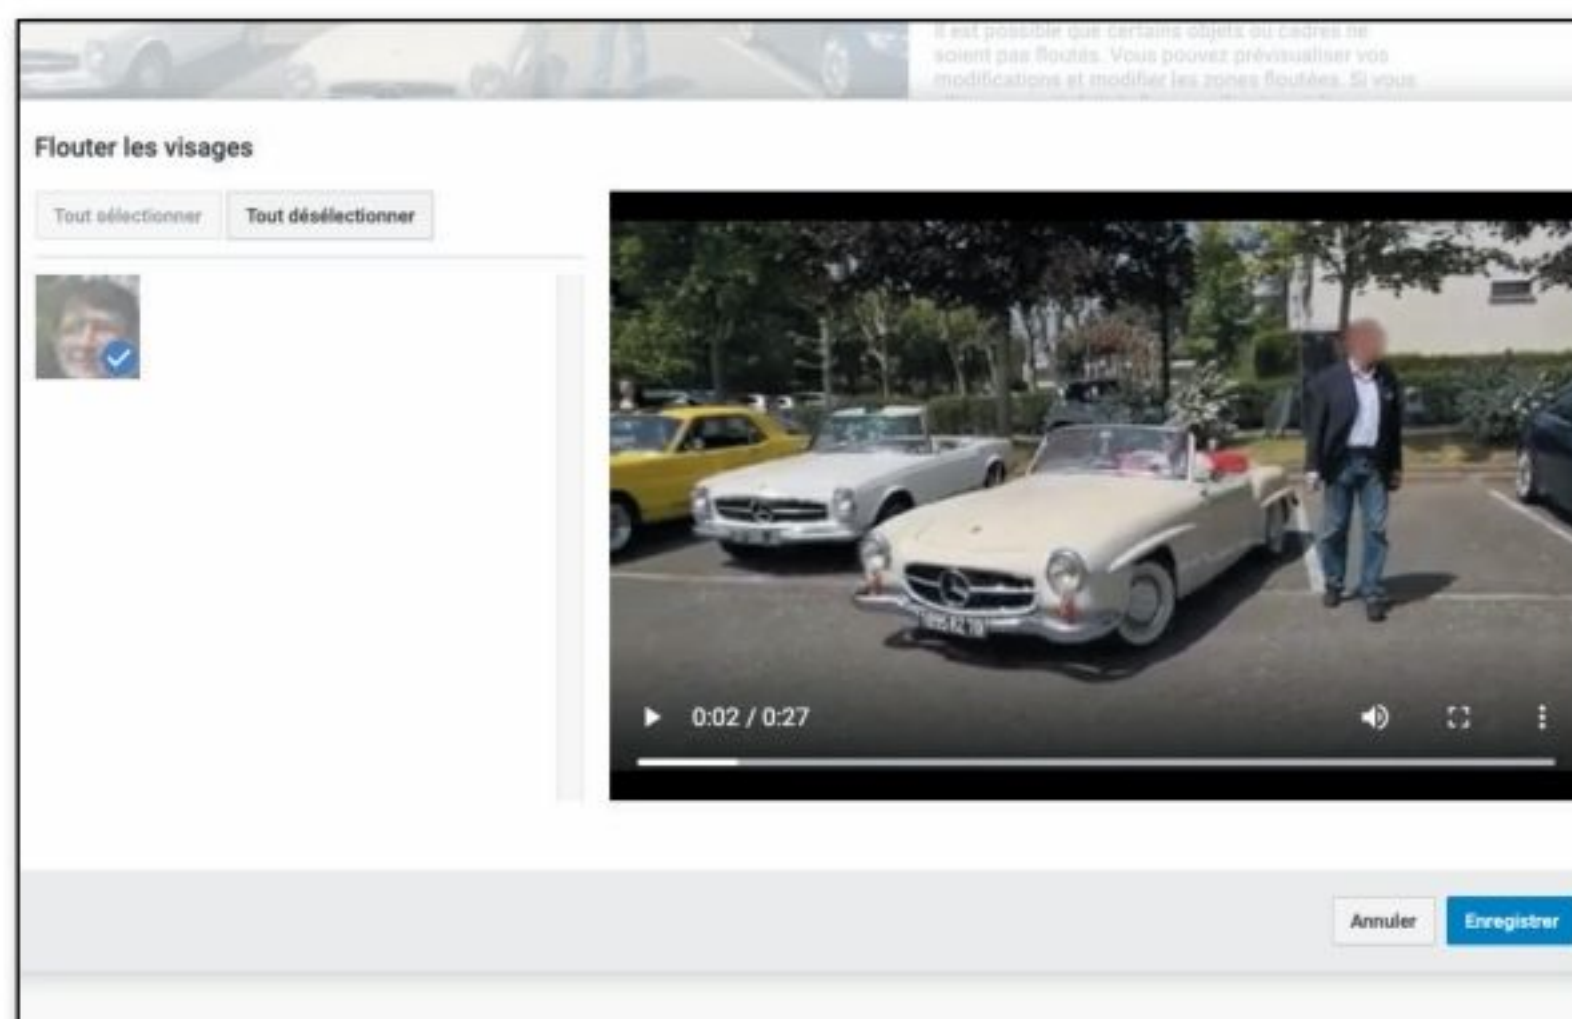 Il est possible que certains objets ou cadres ne
soient pas floutés. Vous pouvez prévisualiser vos
modifications et modifier les zones floutées. Si vous
Flouter les visages
Tout sélectionner
Tout désélectionner
0:02 / 0:27
Annuler
Enregistrer